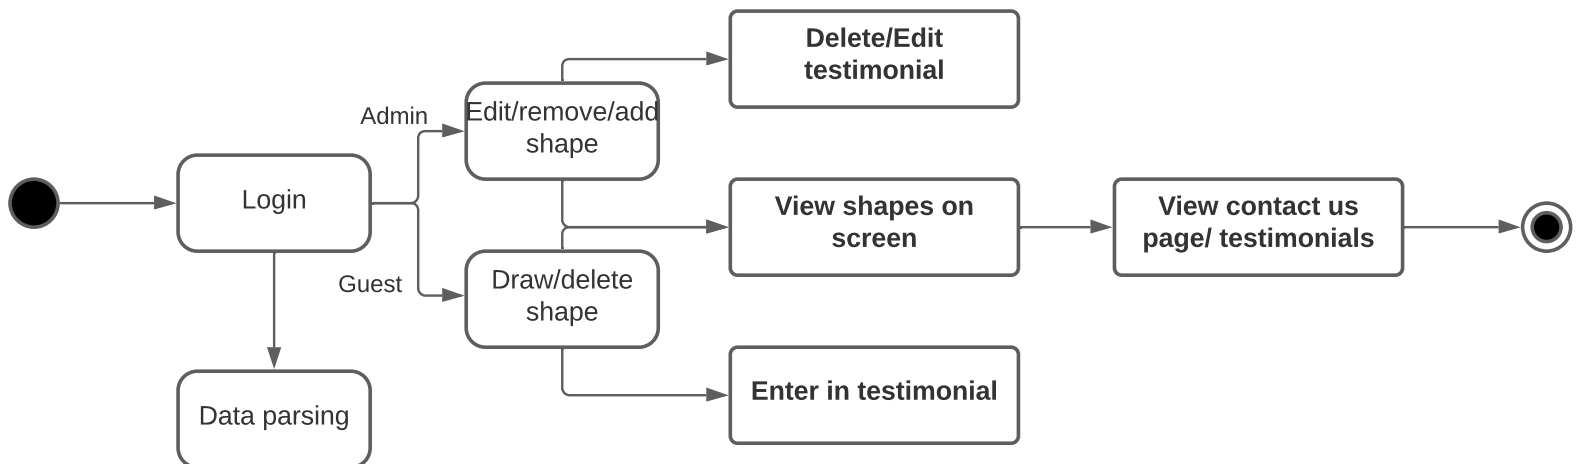 Delete/Edit
testimonial
Admin
Edit/remove/add
shape
Login
View shapes on
screen
View contact us
page/ testimonials
Guest
Draw/delete
shape
Enter in testimonial
Data parsing